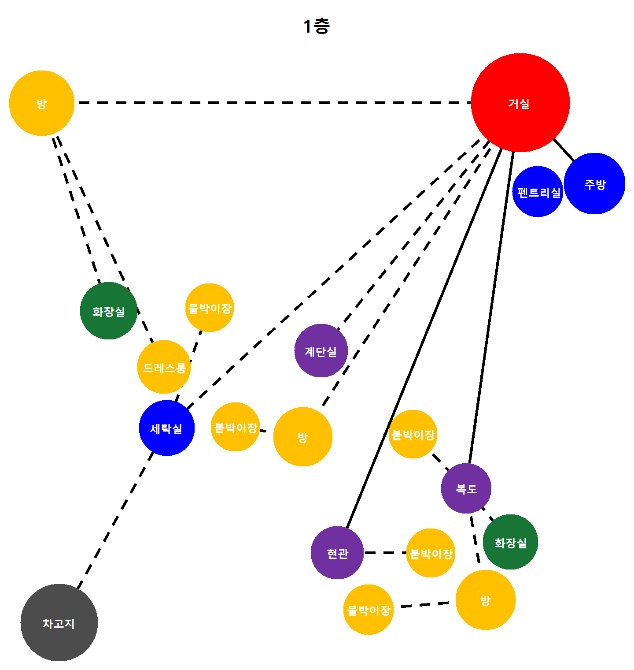 1층
방
거실
펜트리실
주방
화장실
붙박이장
드레스룸
계단실
세탁실
붙박이장
방
붙박이장
복도
현관
붙박이장
화장실
붙박이장
방
차고지